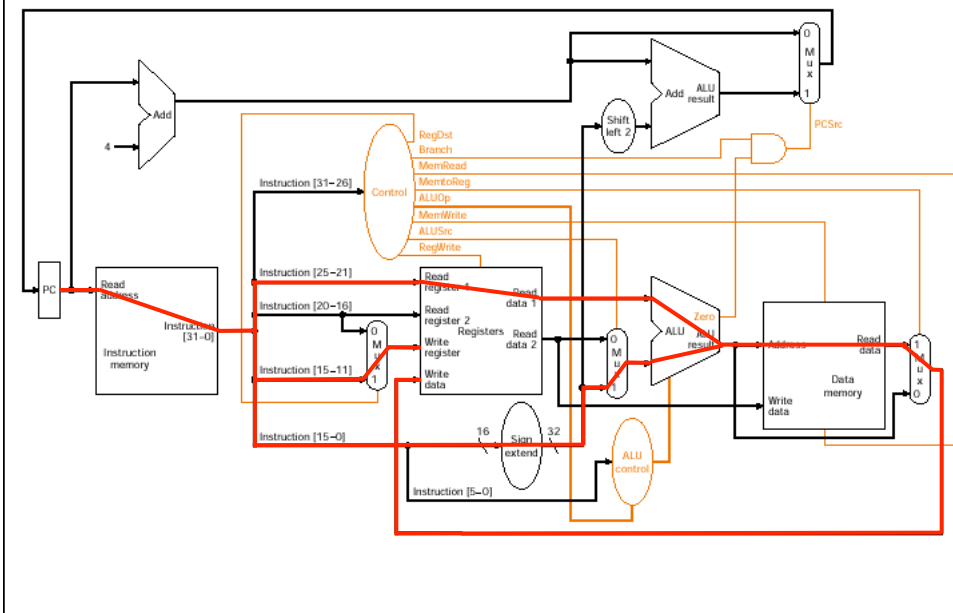 0
M
u
x
1
Add
ALU
result
Add
4
Shift
left 2
PCSrc
RegDst
Branch
MemRead
MemtoReg
ALUOp
MemWrite
ALUSrc
RegWrite
Control
Instruction [31–26]
Instruction [25–21]
Instruction [20–16]
Instruction [15–11]
Instruction [15–0]
Instruction [5–0]
PC
Read
address
Instruction
[31–0]
Instruction
memory
0
M
u
x
1
Read
register 1
Read
register 2
Write
register
Write
data
Registers
Read
data 1
Read
data 2
0
M
u
1
Zero
ALU
ALU
result
Address
Read
data
Write
data
Data
memory
1
M
u
x
0
16
Sign
extend
32
ALU
control